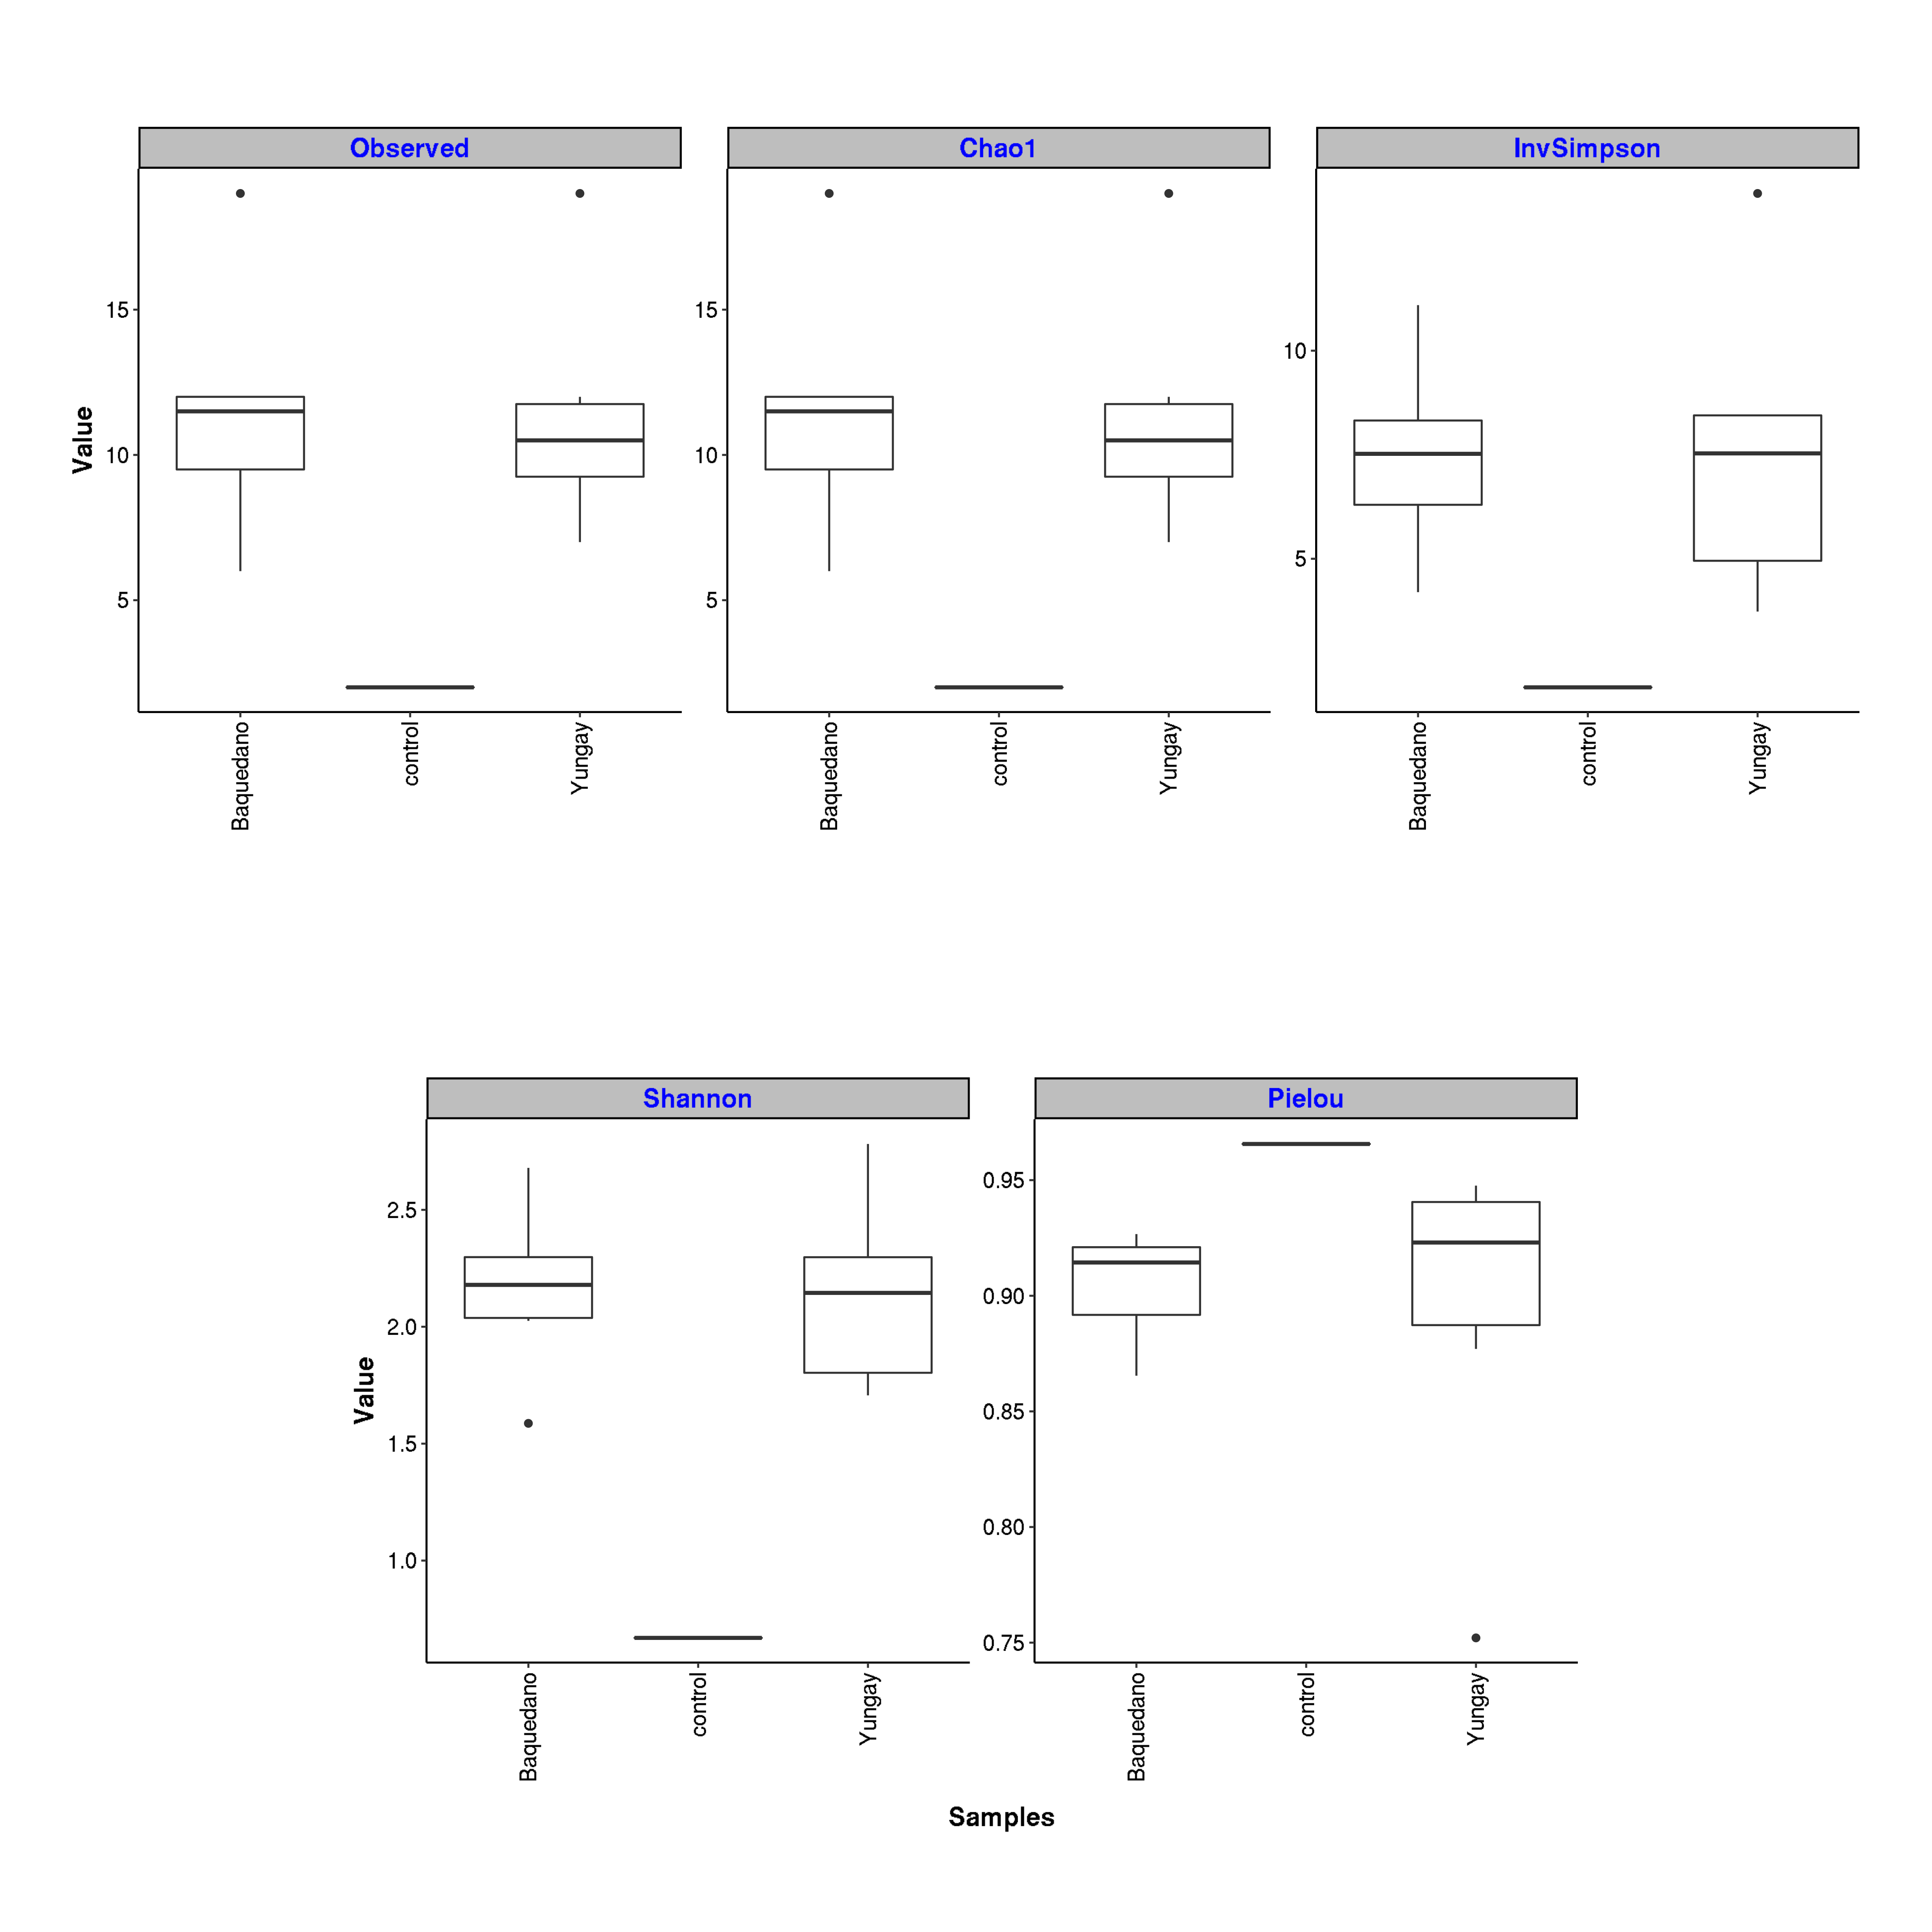 Observed
Chao1
InvSimpson
Value
15
10
5
15
10
5
10
5
Baquedano
control
Yungay
Baquedano
control
Yungay
Baquedano
control
Yungay
Shannon
Pielou
Value
2.5
2.0
1.5
1.0
0.95
0.90
0.85
0.80
0.75
Baquedano
control
Yungay
Baquedano
control
Yungay
Samples